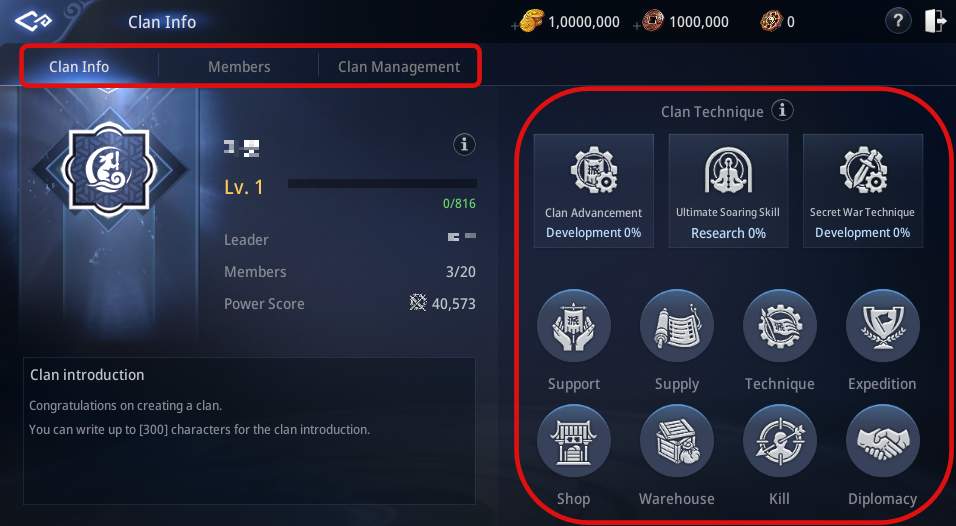 Clan Info
1,0000,000
1000,000
0
?
Clan Info
Members
Clan Management
Lv. 1
0/816
Leader
Members
3/20
Power Score
40,573
Clan introduction
Congratulations on creating a clan.
You can write up to [300] characters for the clan introduction.
Clan Technique
Clan Advancement
Development 0%
Ultimate Soaring Skill
Research 0%
Secret War Technique
Development 0%
Support
Supply
Technique
Expedition
Shop
Warehouse
Kill
Diplomacy